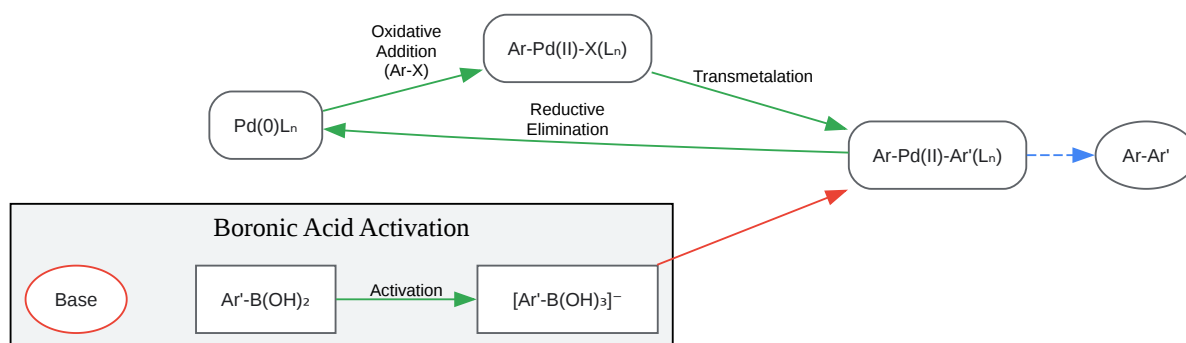 Oxidative
Addition
(Ar-X)
Ar-Pd(II)-X(Lₙ)
Transmetalation
Pd(0)Lₙ
Reductive
Elimination
Ar-Pd(II)-Ar'(Lₙ)
Ar-Ar'
Boronic Acid Activation
Base
Ar'-B(OH)₂
Activation
[Ar'-B(OH)₃]⁻